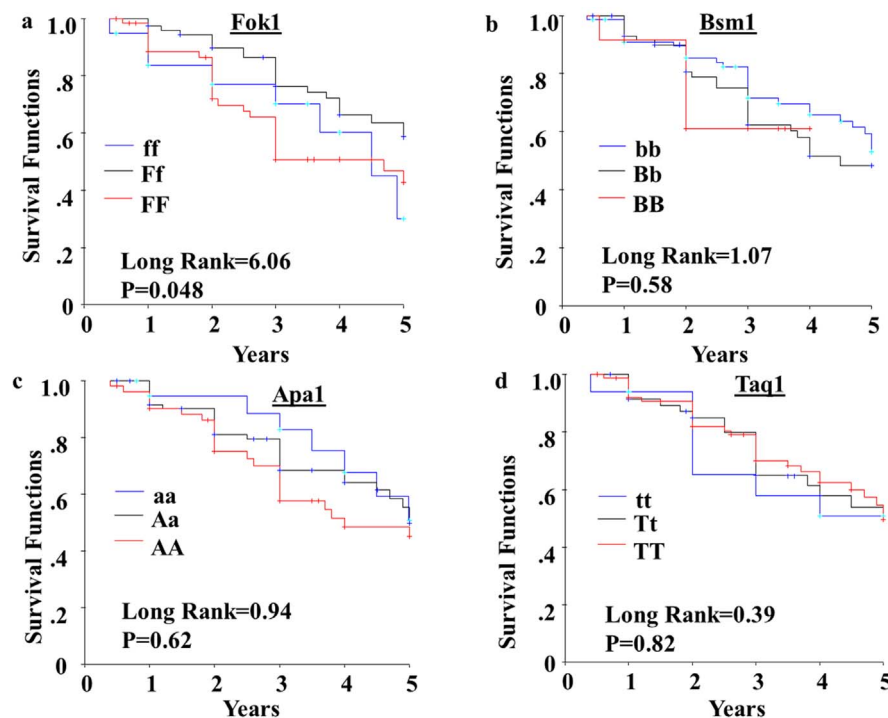 a Fok1
Survival Functions
1.0
.8
.6
.4
.2
0
ff
Ff
FF
Long Rank=6.06
P=0.048
0 1 2 3 4 5
Years
b Bsm1
Survival Functions
1.0
.8
.6
.4
.2
0
bb
Bb
BB
Long Rank=1.07
P=0.58
0 1 2 3 4 5
Years
c Apa1
Survival Functions
1.0
.8
.6
.4
.2
0
aa
Aa
AA
Long Rank=0.94
P=0.62
0 1 2 3 4 5
Years
d Taq1
Survival Functions
1.0
.8
.6
.4
.2
0
tt
Tt
TT
Long Rank=0.39
P=0.82
0 1 2 3 4 5
Years